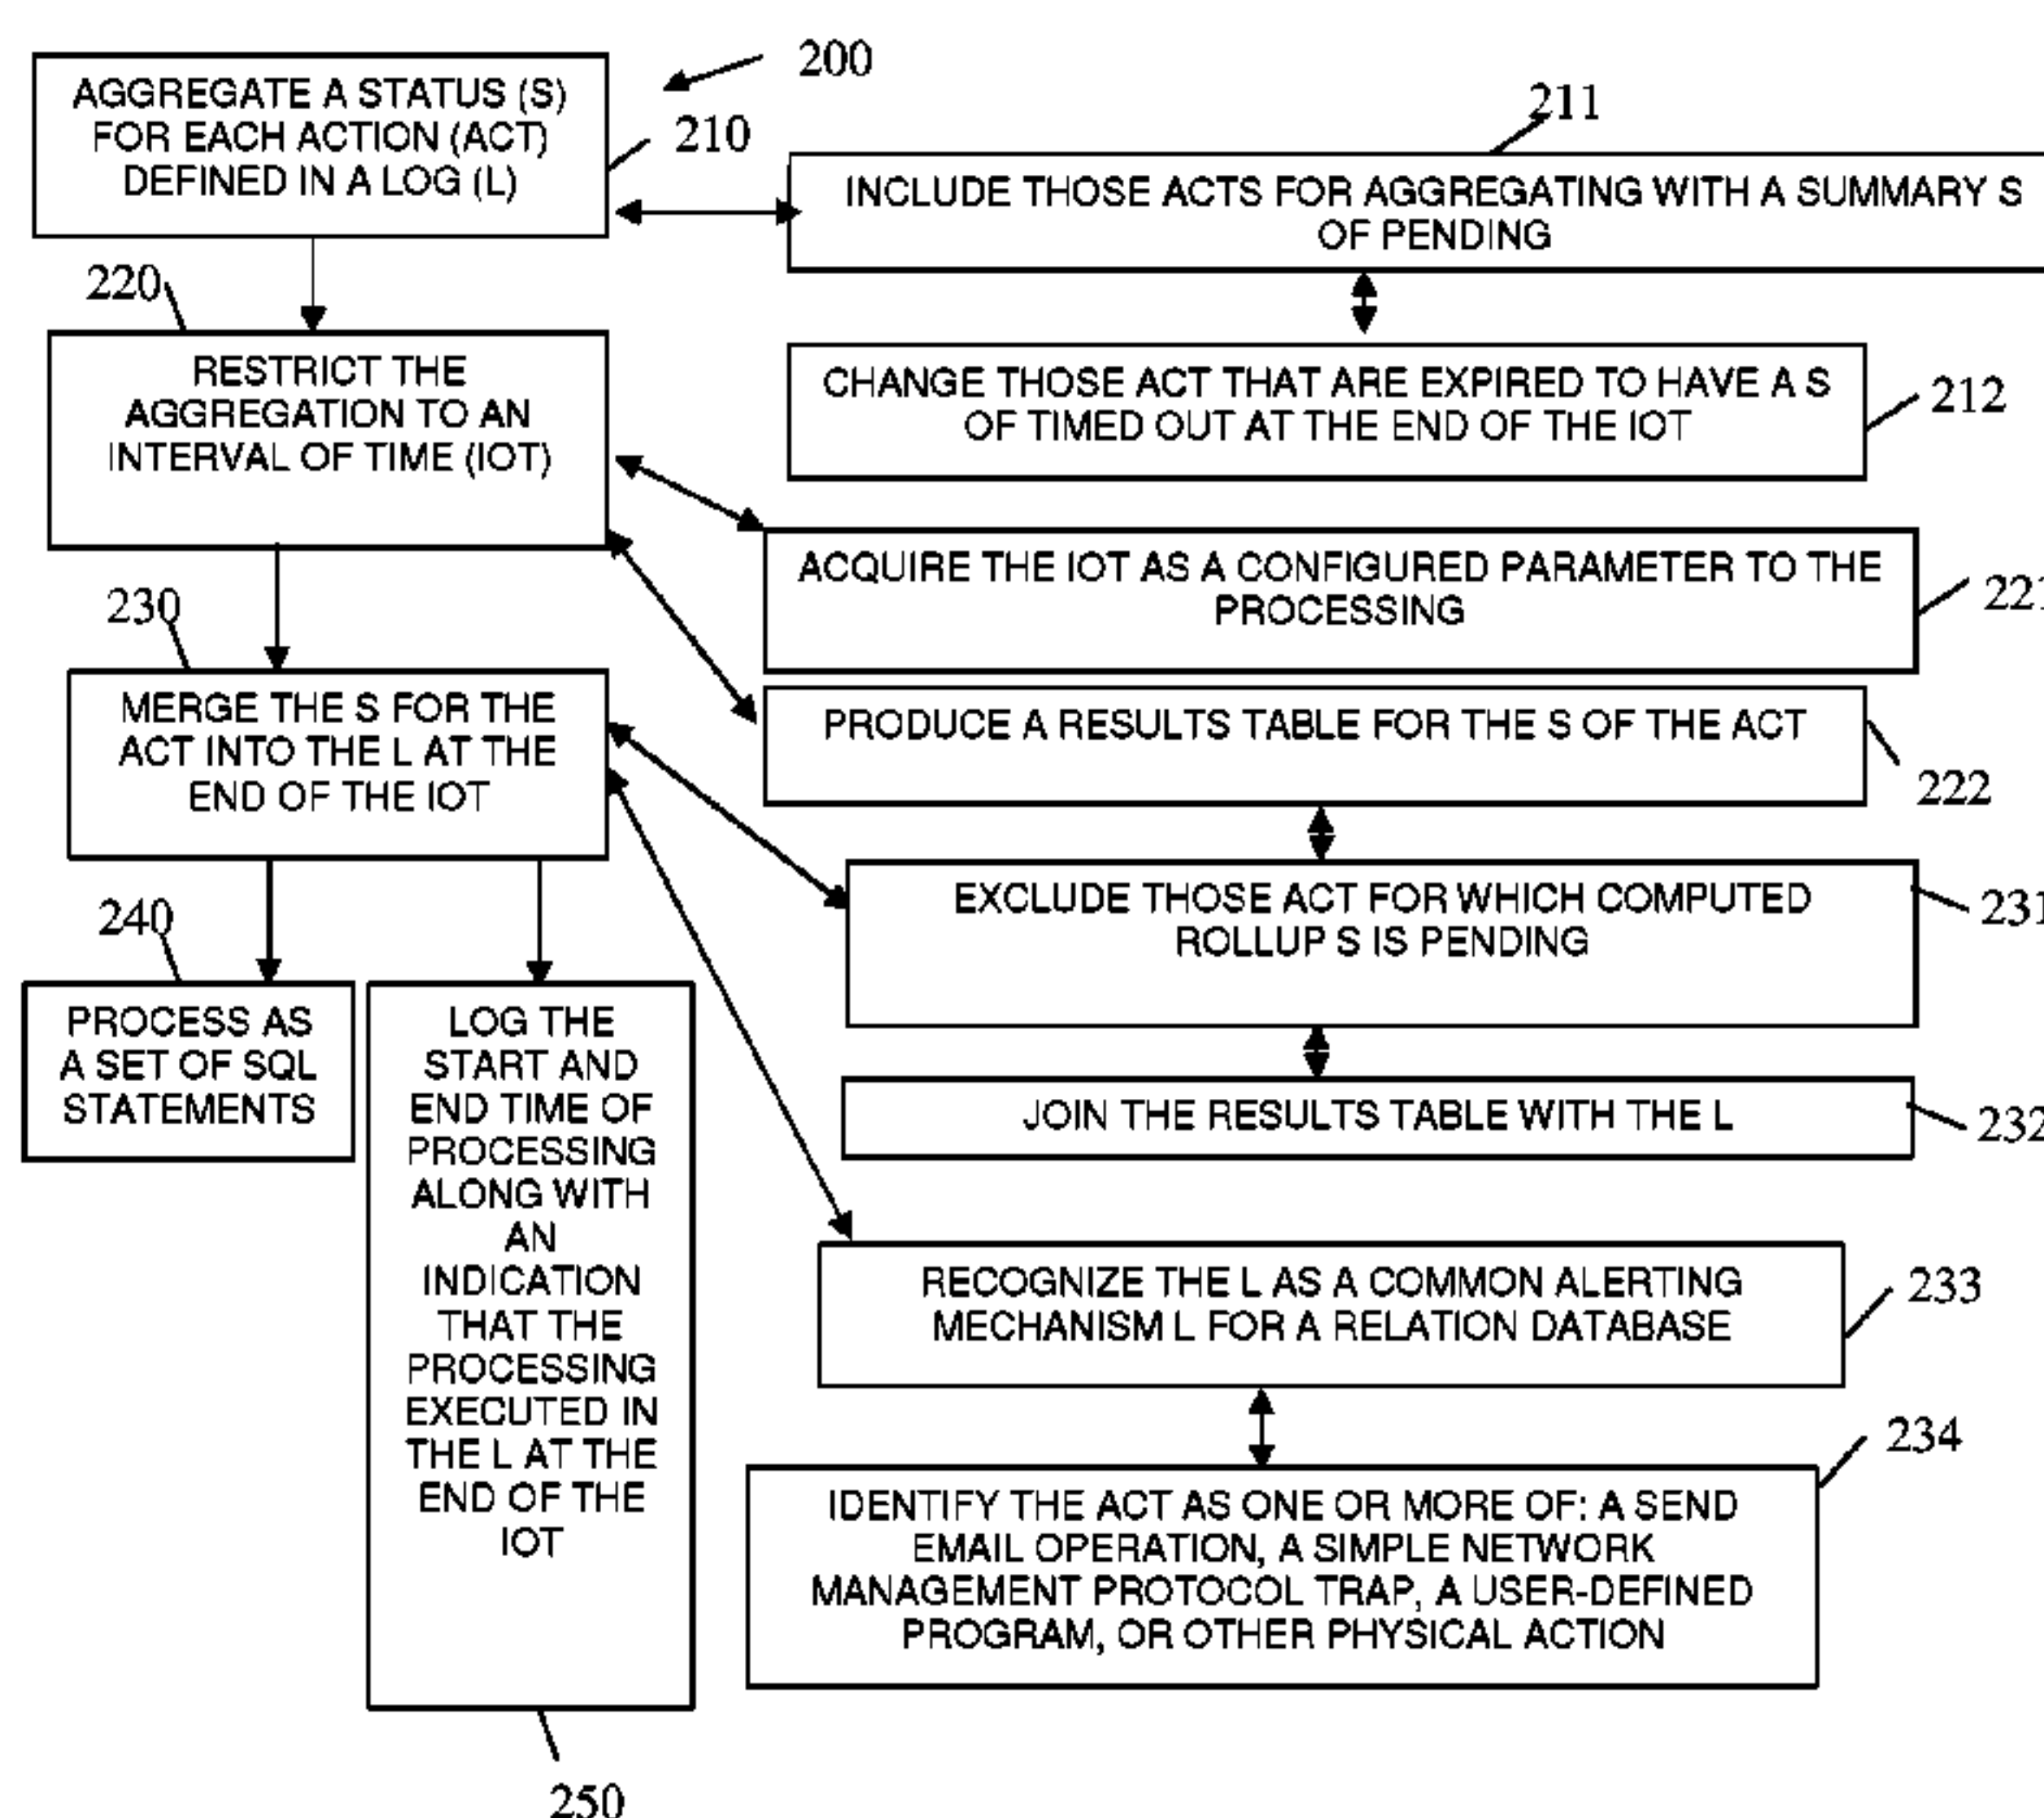 200
AGGREGATE A STATUS (S)
FOR EACH ACTION (ACT)
DEFINED IN A LOG (L)
210
211
INCLUDE THOSE ACTS FOR AGGREGATING WITH A SUMMARY S
OF PENDING
220
RESTRICT THE
AGGREGATION TO AN
INTERVAL OF TIME (IOT)
CHANGE THOSE ACT THAT ARE EXPIRED TO HAVE A S
OF TIMED OUT AT THE END OF THE IOT
212
ACQUIRE THE IOT AS A CONFIGURED PARAMETER TO THE
PROCESSING
221
230
MERGE THE S FOR THE
ACT INTO THE L AT THE
END OF THE IOT
PRODUCE A RESULTS TABLE FOR THE S OF THE ACT
222
EXCLUDE THOSE ACT FOR WHICH COMPUTED
ROLLUP S IS PENDING
231
240
PROCESS AS
A SET OF SQL
STATEMENTS
LOG THE
START AND
END TIME OF
PROCESSING
ALONG WITH
AN
INDICATION
THAT THE
PROCESSING
EXECUTED IN
THE L AT THE
END OF THE
IOT
250
JOIN THE RESULTS TABLE WITH THE L
232
RECOGNIZE THE L AS A COMMON ALERTING
MECHANISM L FOR A RELATION DATABASE
233
IDENTIFY THE ACT AS ONE OR MORE OF: A SEND
EMAIL OPERATION, A SIMPLE NETWORK
MANAGEMENT PROTOCOL TRAP, A USER-DEFINED
PROGRAM, OR OTHER PHYSICAL ACTION
234